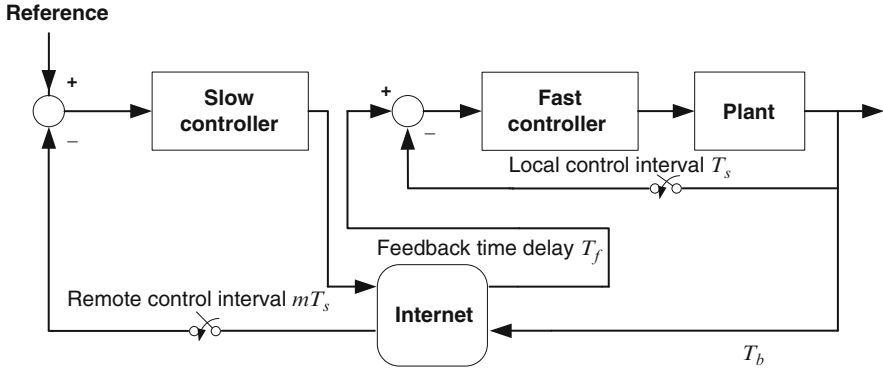 Reference
+
−
Slow
controller
+
−
Fast
controller
Plant
Local control interval T_s
Feedback time delay T_f
Internet
Remote control interval mT_s
T_b